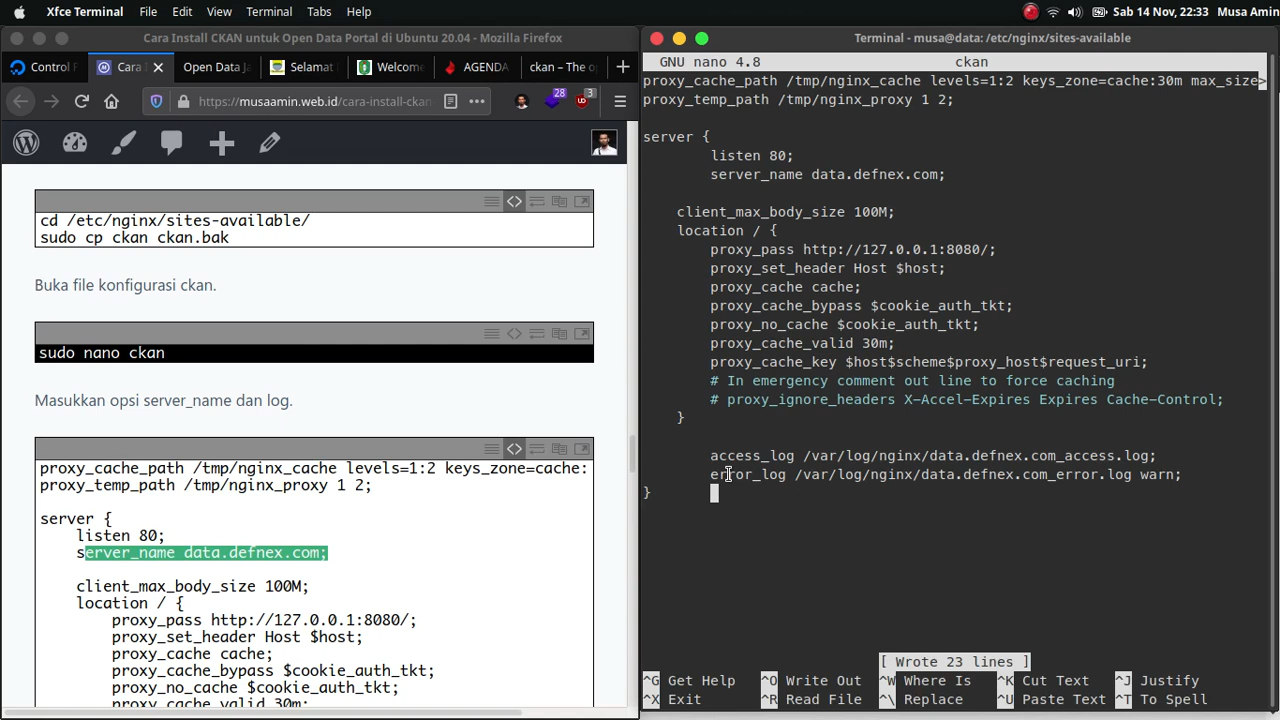 Xfce Terminal File Edit View Terminal Tabs Help Sab 14 Nov, 22:33 Musa Amin
Cara Install CKAN untuk Open Data Portal di Ubuntu 20.04 - Mozilla Firefox
Control Cara Open Data Ja Selamat Welcome AGENDA ckan – The o
https://musaamin.web.id/cara-install-ckan 28 3
cd /etc/nginx/sites-available/
sudo cp ckan ckan.bak
Buka file konfigurasi ckan.
sudo nano ckan
Masukkan opsi server_name dan log.
proxy_cache_path /tmp/nginx_cache levels=1:2 keys_zone=cache:
proxy_temp_path /tmp/nginx_proxy 1 2;
server {
listen 80;
server_name data.defnex.com;
client_max_body_size 100M;
location / {
proxy_pass http://127.0.0.1:8080/;
proxy_set_header Host $host;
proxy_cache cache;
proxy_cache_bypass $cookie_auth_tkt;
proxy_no_cache $cookie_auth_tkt;
proxy_cache_valid 30m;
Terminal - musa@data: /etc/nginx/sites-available
GNU nano 4.8 ckan
proxy_cache_path /tmp/nginx_cache levels=1:2 keys_zone=cache:30m max_size>
proxy_temp_path /tmp/nginx_proxy 1 2;
server {
listen 80;
server_name data.defnex.com;
client_max_body_size 100M;
location / {
proxy_pass http://127.0.0.1:8080/;
proxy_set_header Host $host;
proxy_cache cache;
proxy_cache_bypass $cookie_auth_tkt;
proxy_no_cache $cookie_auth_tkt;
proxy_cache_valid 30m;
proxy_cache_key $host$scheme$proxy_host$request_uri;
# In emergency comment out line to force caching
# proxy_ignore_headers X-Accel-Expires Expires Cache-Control;
}
access_log /var/log/nginx/data.defnex.com_access.log;
error_log /var/log/nginx/data.defnex.com_error.log warn;
}
[ Wrote 23 lines ]
^G Get Help ^O Write Out ^W Where Is ^K Cut Text ^J Justify
^X Exit ^R Read File ^\ Replace ^U Paste Text ^T To Spell